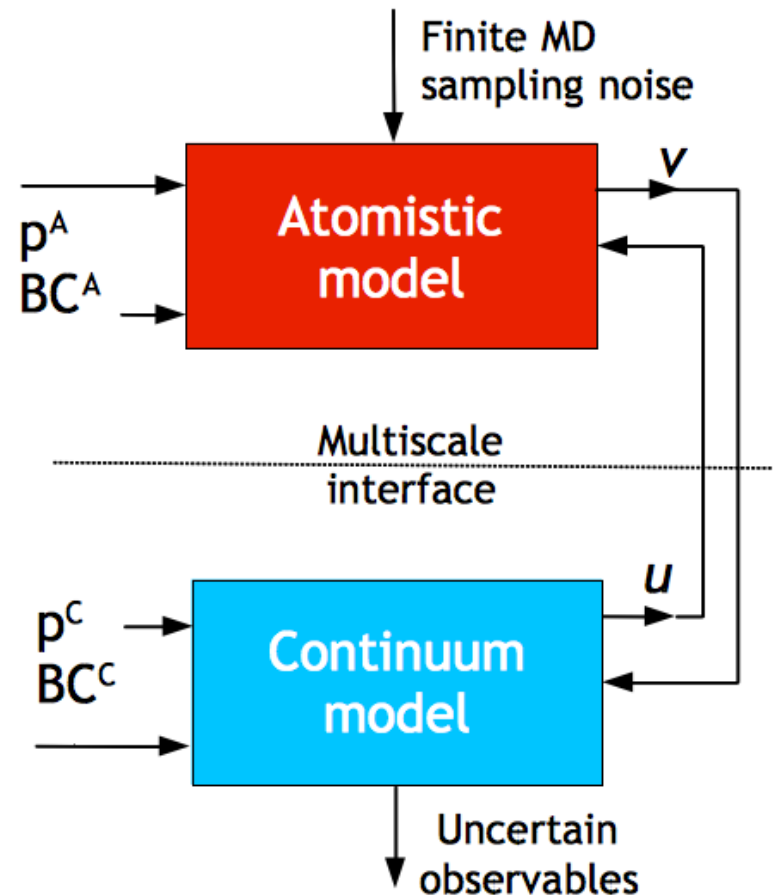 Finite MD
sampling noise
v
Atomistic
model
p^A
BC^A
Multiscale
interface
u
p^C
BC^C
Continuum
model
Uncertain
observables